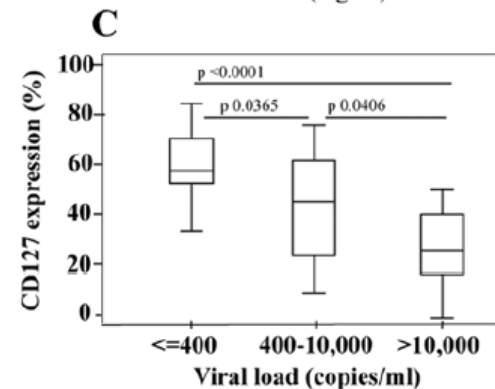 C
CD127 expression (%)
100
80
60
40
20
0
p <0.0001
p 0.0365
p 0.0406
<=400
400-10,000
>10,000
Viral load (copies/ml)